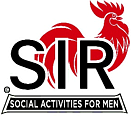 SIR
®
SOCIAL ACTIVITIES FOR MEN